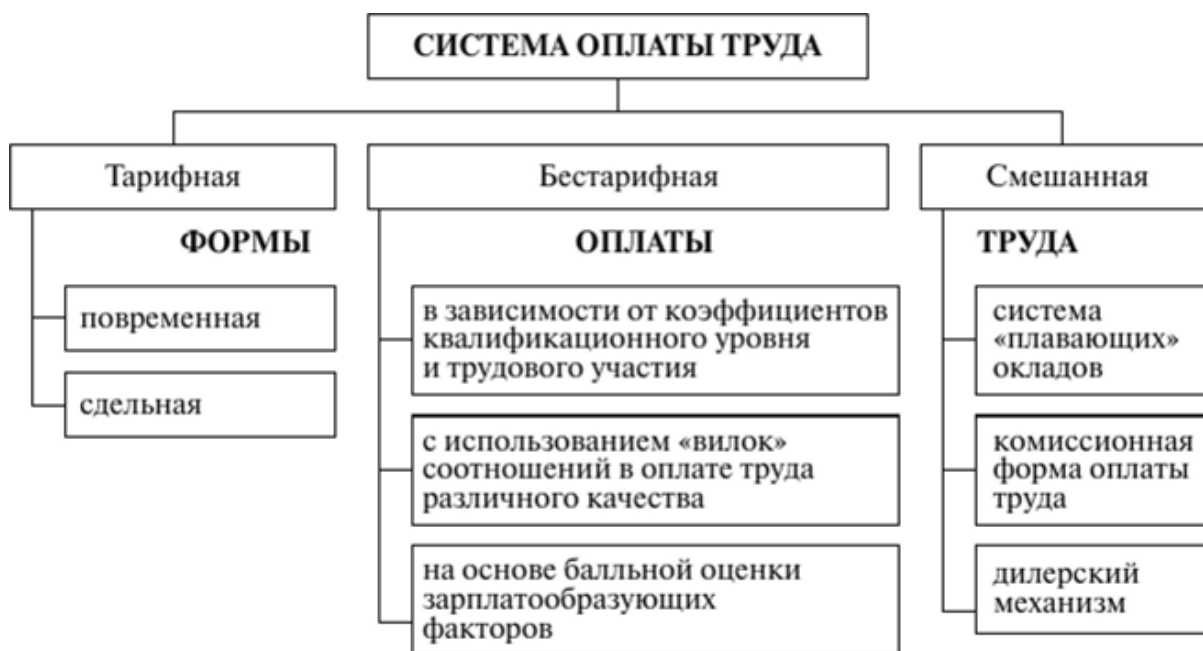 СИСТЕМА ОПЛАТЫ ТРУДА
Тарифная
Бестарифная
Смешанная
ФОРМЫ
ОПЛАТЫ
ТРУДА
повременная
сдельная
в зависимости от коэффициентов
квалификационного уровня
и трудового участия
с использованием «вилок»
соотношений в оплате труда
различного качества
на основе балльной оценки
зарплатообразующих
факторов
система
«плавающих»
окладов
комиссионная
форма оплаты
труда
дилерский
механизм